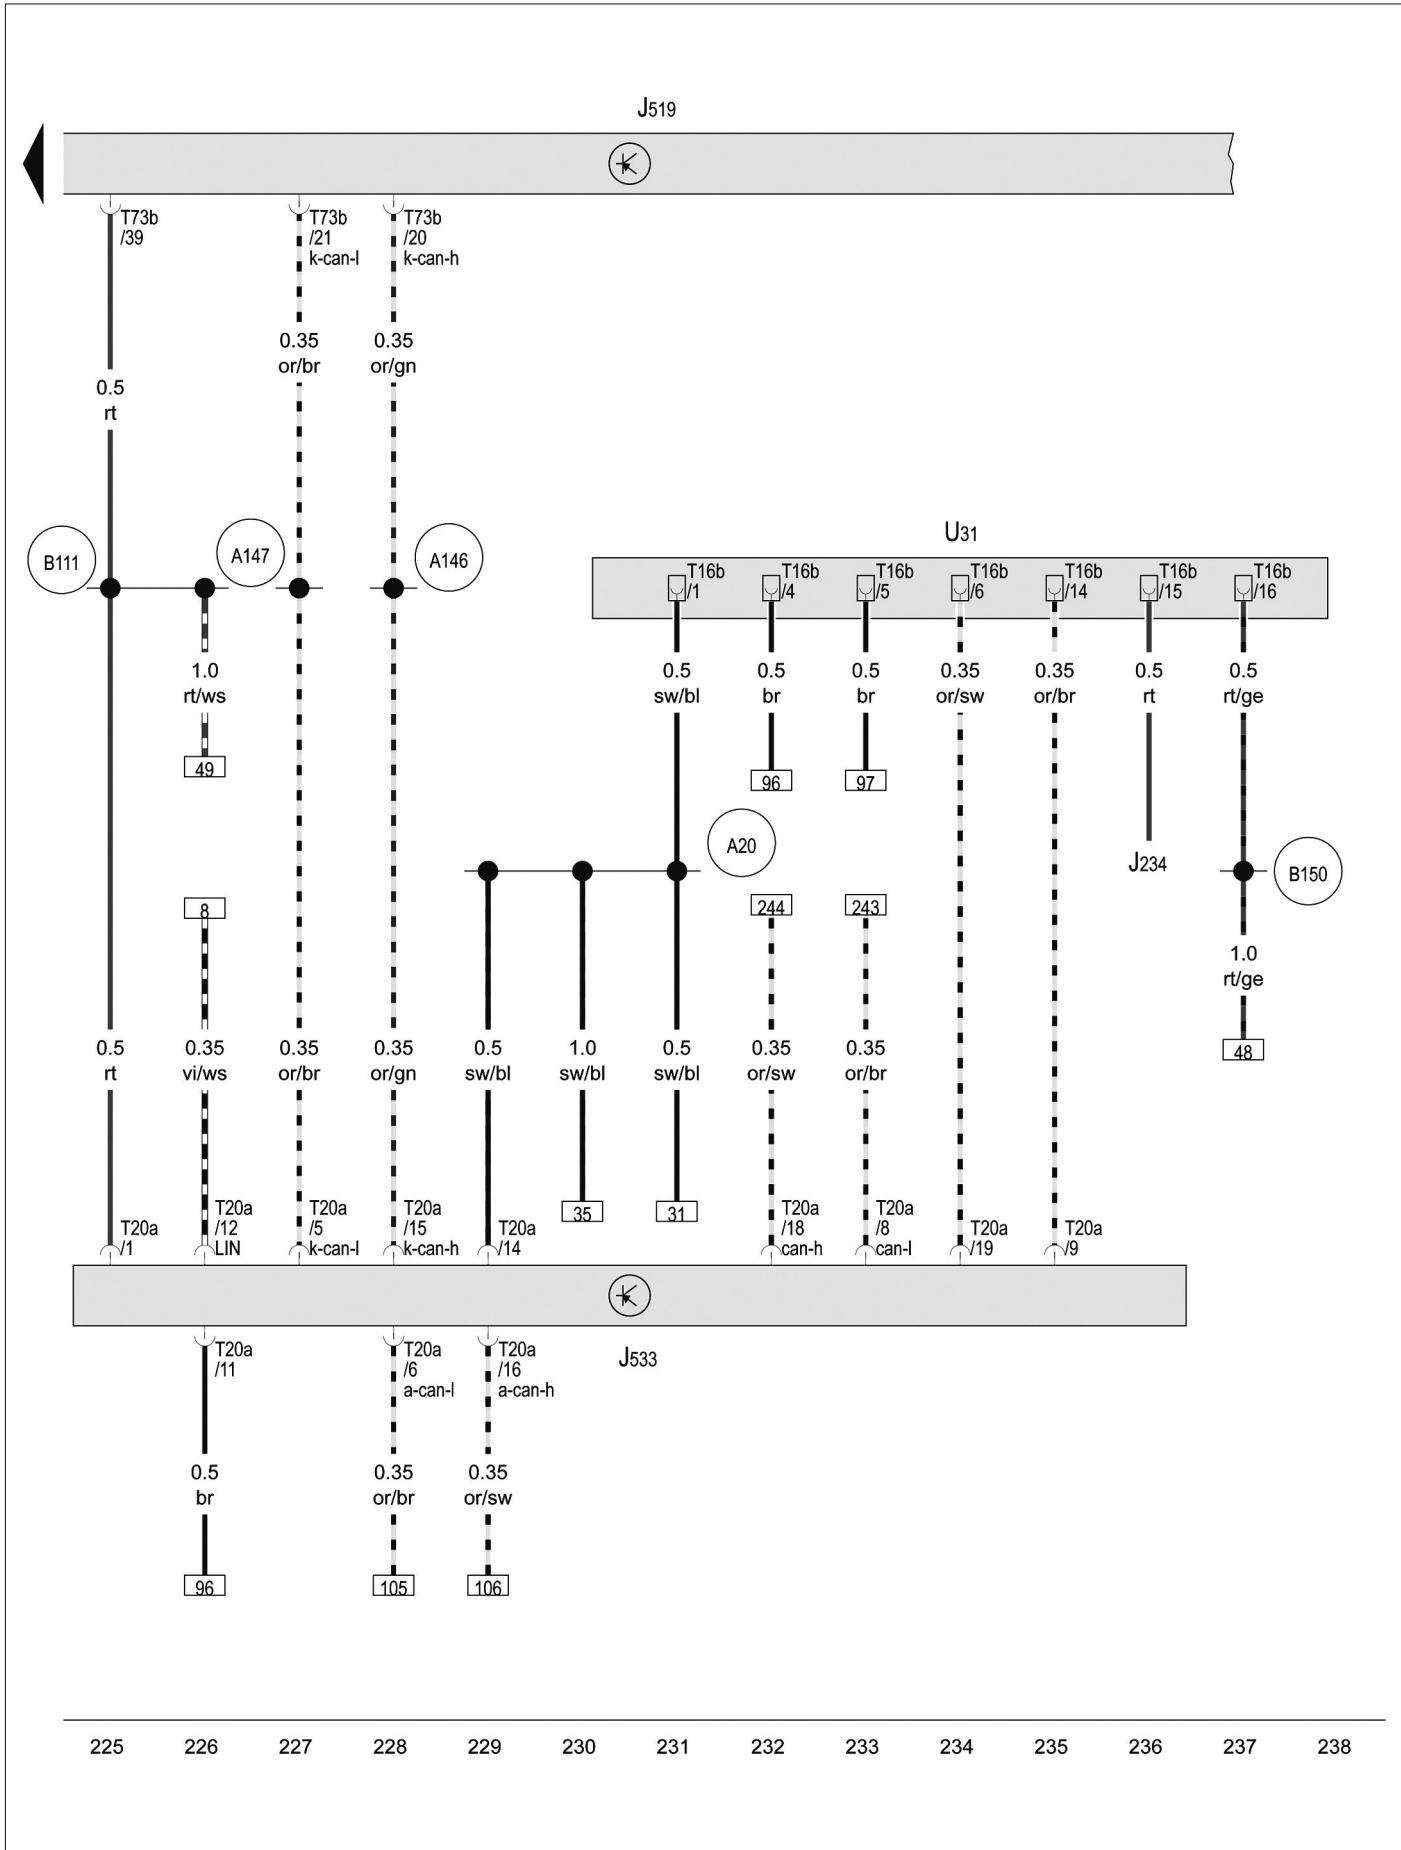 J519
T73b
/39
T73b
/21
k-can-l
T73b
/20
k-can-h
0.35
or/br
0.35
or/gn
0.5
rt
B111
A147
A146
U31
T16b
/1
T16b
/4
T16b
/5
T16b
/6
T16b
/14
T16b
/15
T16b
/16
1.0
rt/ws
0.5
sw/bl
0.5
br
0.5
br
0.35
or/sw
0.35
or/br
0.5
rt
0.5
rt/ge
49
96
97
A20
J234
B150
8
244
243
1.0
rt/ge
0.5
rt
0.35
vi/ws
0.35
or/br
0.35
or/gn
0.5
sw/bl
1.0
sw/bl
0.5
sw/bl
0.35
or/sw
0.35
or/br
48
35
31
T20a
/1
T20a
/12
LIN
T20a
/5
k-can-l
T20a
/15
k-can-h
T20a
/14
T20a
/18
can-h
T20a
/8
can-l
T20a
/19
T20a
/9
J533
T20a
/11
T20a
/6
a-can-l
T20a
/16
a-can-h
0.5
br
0.35
or/br
0.35
or/sw
96
105
106
225 226 227 228 229 230 231 232 233 234 235 236 237 238